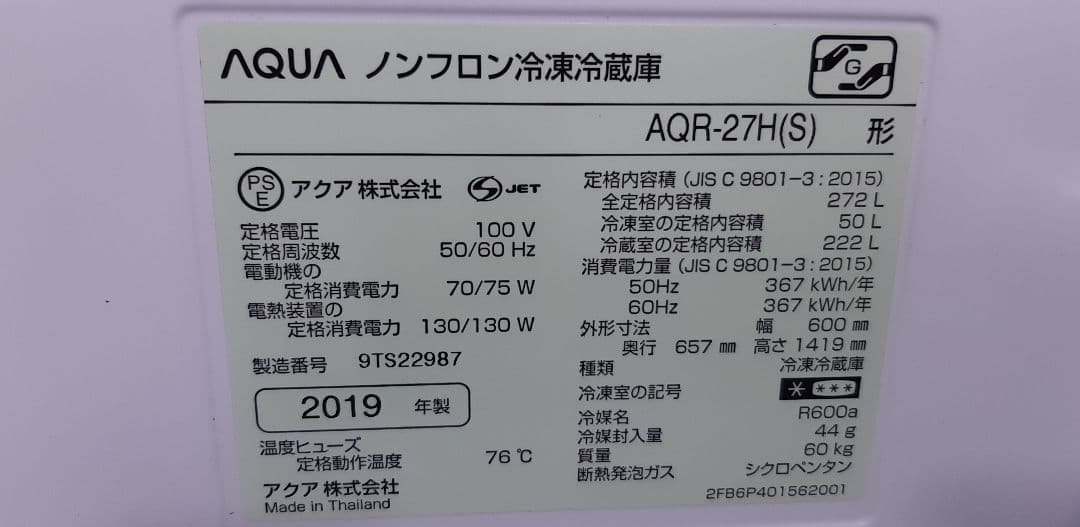 AQUA ノンフロン冷凍冷蔵庫
G
AQR-27H(S) 形
PS
E
アクア 株式会社
S JET
定格電圧 100 V
定格周波数 50/60 Hz
電動機の
定格消費電力 70/75 W
電熱装置の
定格消費電力 130/130 W
製造番号 9TS22987
2019 年製
温度ヒューズ
定格動作温度 76 ℃
アクア 株式会社
Made in Thailand
定格内容積 (JIS C 9801-3 : 2015)
全定格内容積 272 L
冷凍室の定格内容積 50 L
冷蔵室の定格内容積 222 L
消費電力量 (JIS C 9801-3 : 2015)
50Hz 367 kWh/年
60Hz 367 kWh/年
外形寸法 幅 600 ㎜
奥行 657 ㎜ 高さ 1419 ㎜
種類 冷凍冷蔵庫
冷凍室の記号 * ***
冷媒名 R600a
冷媒封入量 44 g
質量 60 kg
断熱発泡ガス シクロペンタン
2FB6P401562001